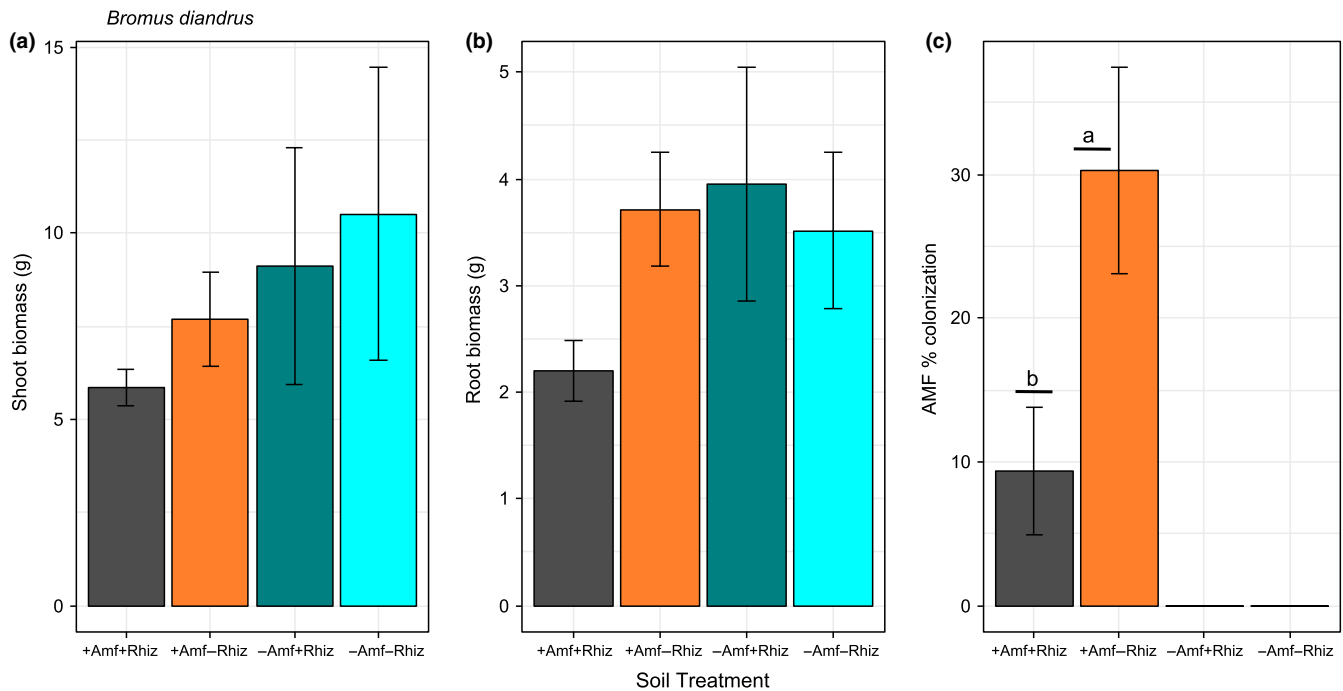 Bromus diandrus
(a)
Shoot biomass (g)
15
10
5
0
+Amf+Rhiz +Amf–Rhiz –Amf+Rhiz –Amf–Rhiz
(b)
Root biomass (g)
5
4
3
2
1
0
+Amf+Rhiz +Amf–Rhiz –Amf+Rhiz –Amf–Rhiz
Soil Treatment
(c)
AMF % colonization
30
20
10
0
b
a
+Amf+Rhiz +Amf–Rhiz –Amf+Rhiz –Amf–Rhiz